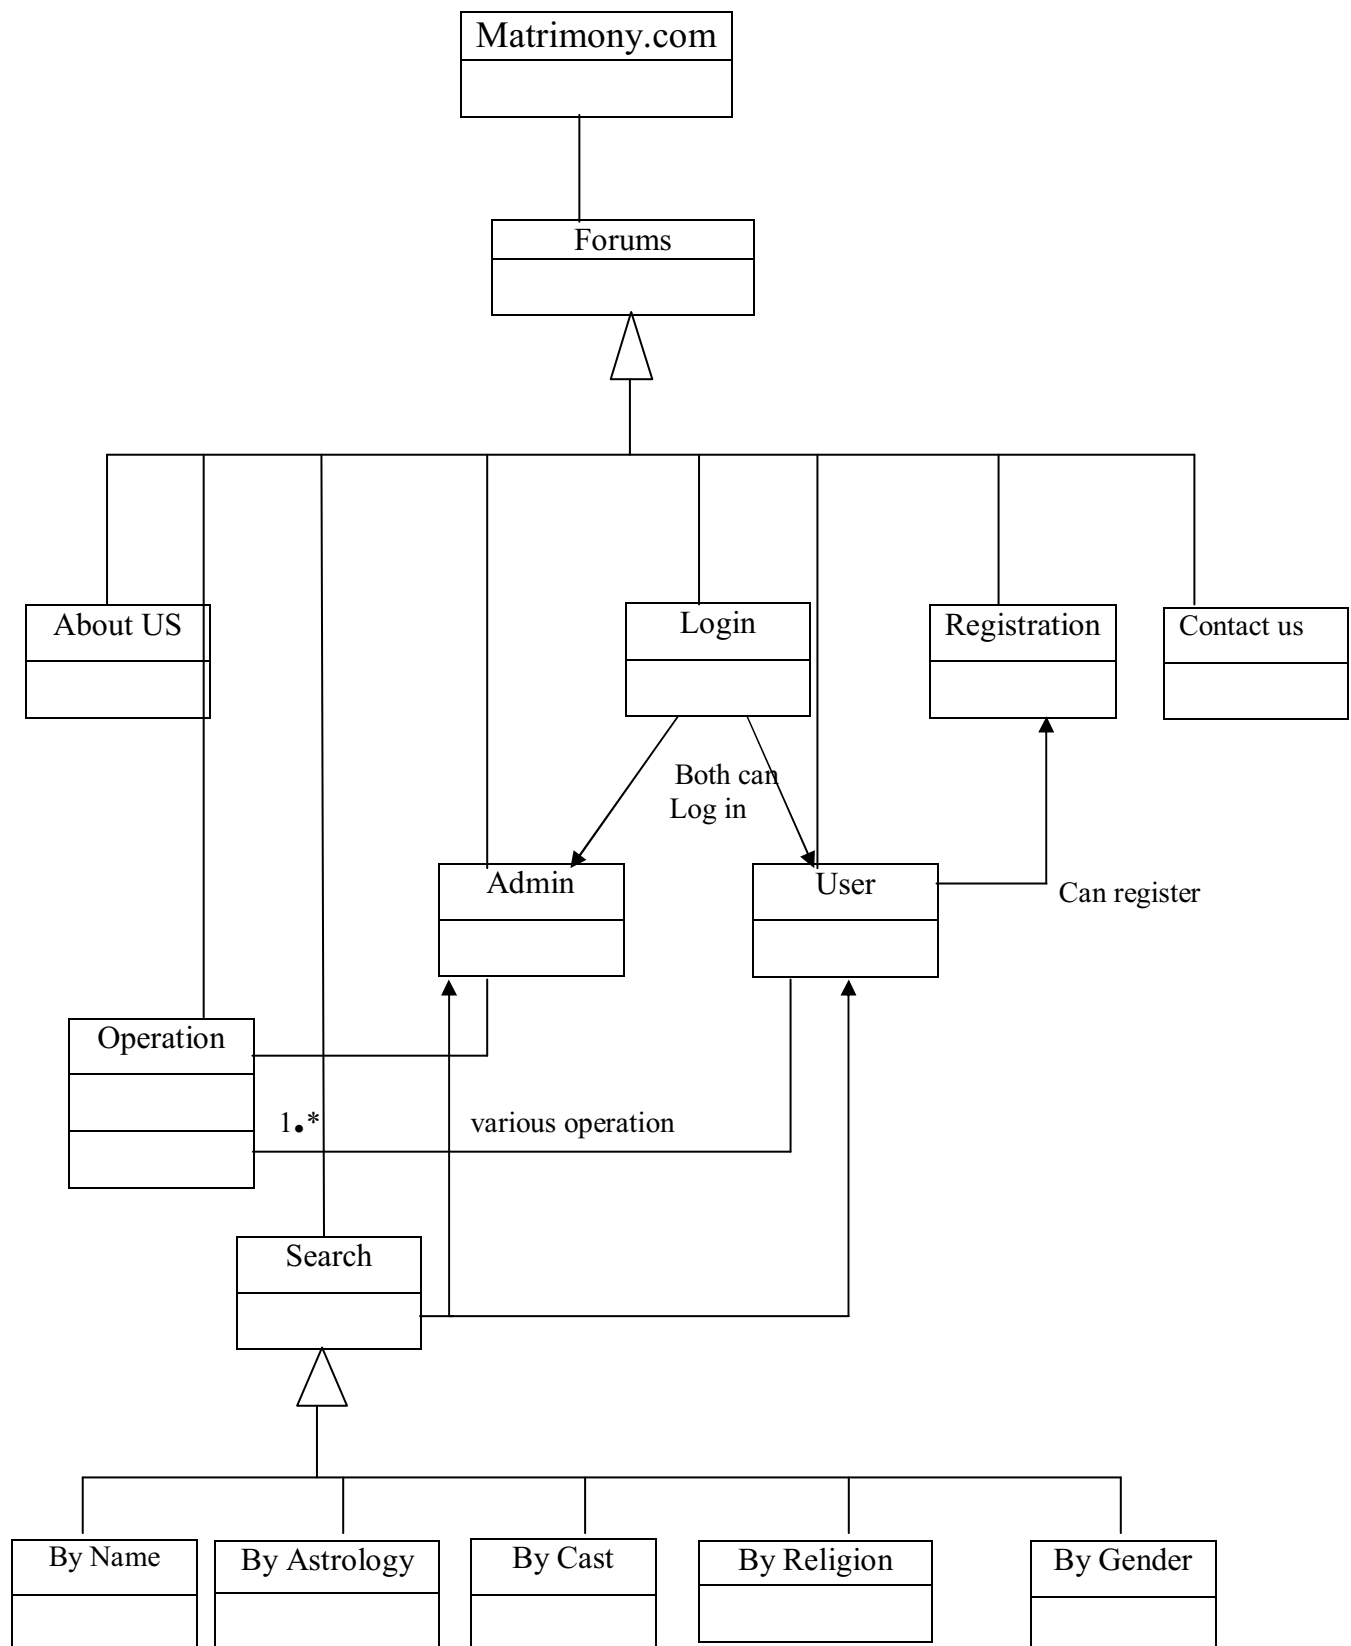 Matrimony.com
Forums
About US
Login
Registration
Contact us
Both can
Log in
Admin
User
Can register
Operation
1.*
various operation
Search
By Name
By Astrology
By Cast
By Religion
By Gender